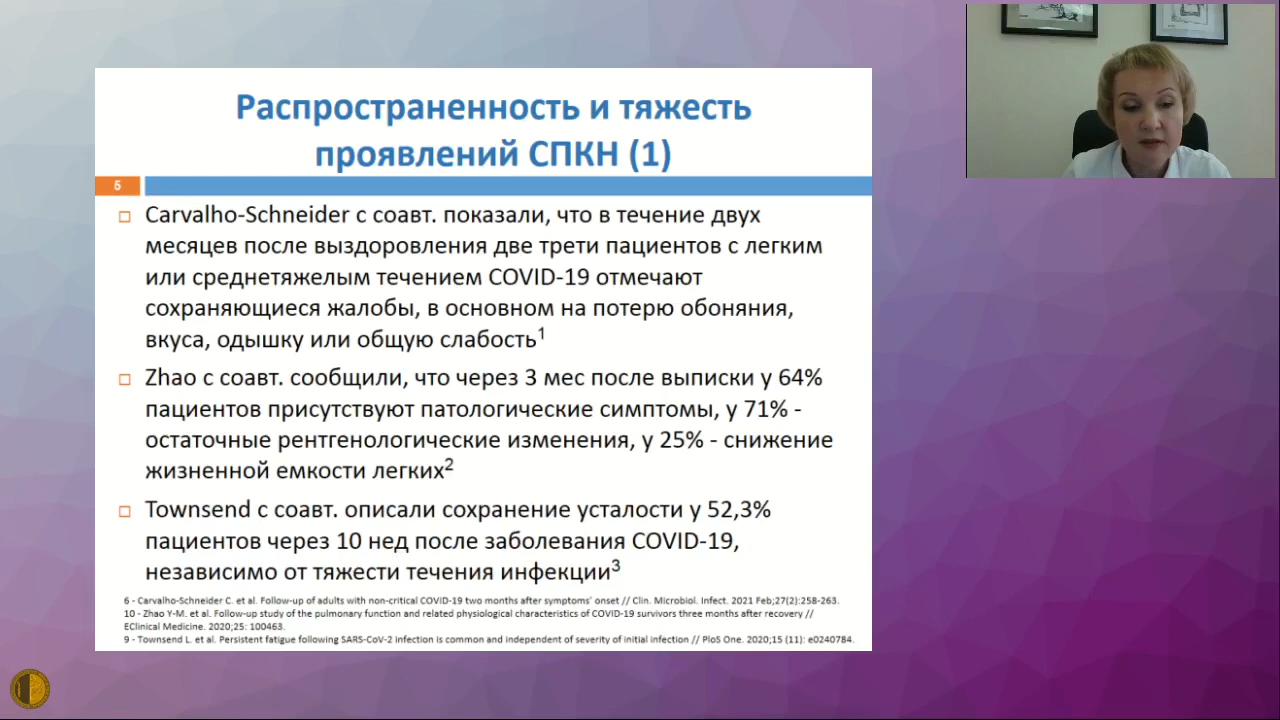 Распространенность и тяжесть
проявлений СПКН (1)
5
Carvalho-Schneider с соавт. показали, что в течение двух
месяцев после выздоровления две трети пациентов с легким
или среднетяжелым течением COVID-19 отмечают
сохраняющиеся жалобы, в основном на потерю обоняния,
вкуса, одышку или общую слабость1
Zhao с соавт. сообщили, что через 3 мес после выписки у 64%
пациентов присутствуют патологические симптомы, у 71% -
остаточные рентгенологические изменения, у 25% - снижение
жизненной емкости легких2
Townsend с соавт. описали сохранение усталости у 52,3%
пациентов через 10 нед после заболевания COVID-19,
независимо от тяжести течения инфекции3
6 - Carvalho-Schneider C. et al. Follow-up of adults with non-critical COVID-19 two months after symptoms' onset // Clin. Microbiol. Infect. 2021 Feb;27(2):258-263.
10 - Zhao Y-M. et al. Follow-up study of the pulmonary function and related physiological characteristics of COVID-19 survivors three months after recovery //
EClinical Medicine. 2020;25: 100463.
9 - Townsend L. et al. Persistent fatigue following SARS-CoV-2 infection is common and independent of severity of initial infection // PloS One. 2020;15 (11): e0240784.